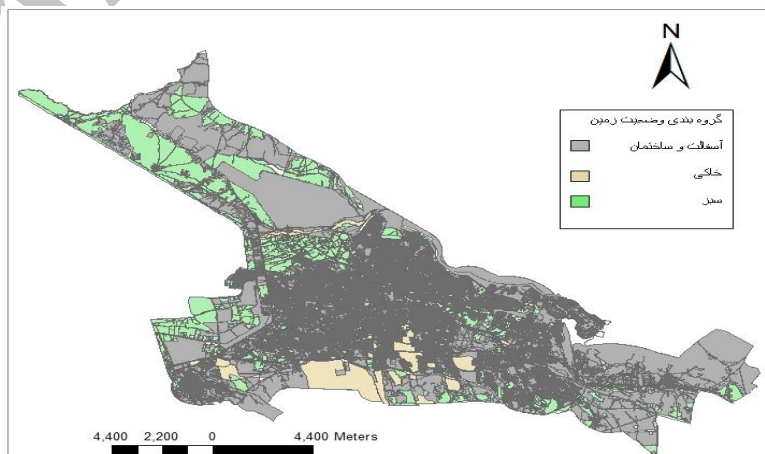 N
گروه بندی وضعیت زمین
آسفالت و ساختمان
خاکی
سبز
4,400 2,200 0 4,400 Meters